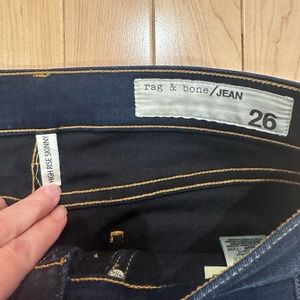 rag & bone/JEAN
26
HIGH RISE SKINNY